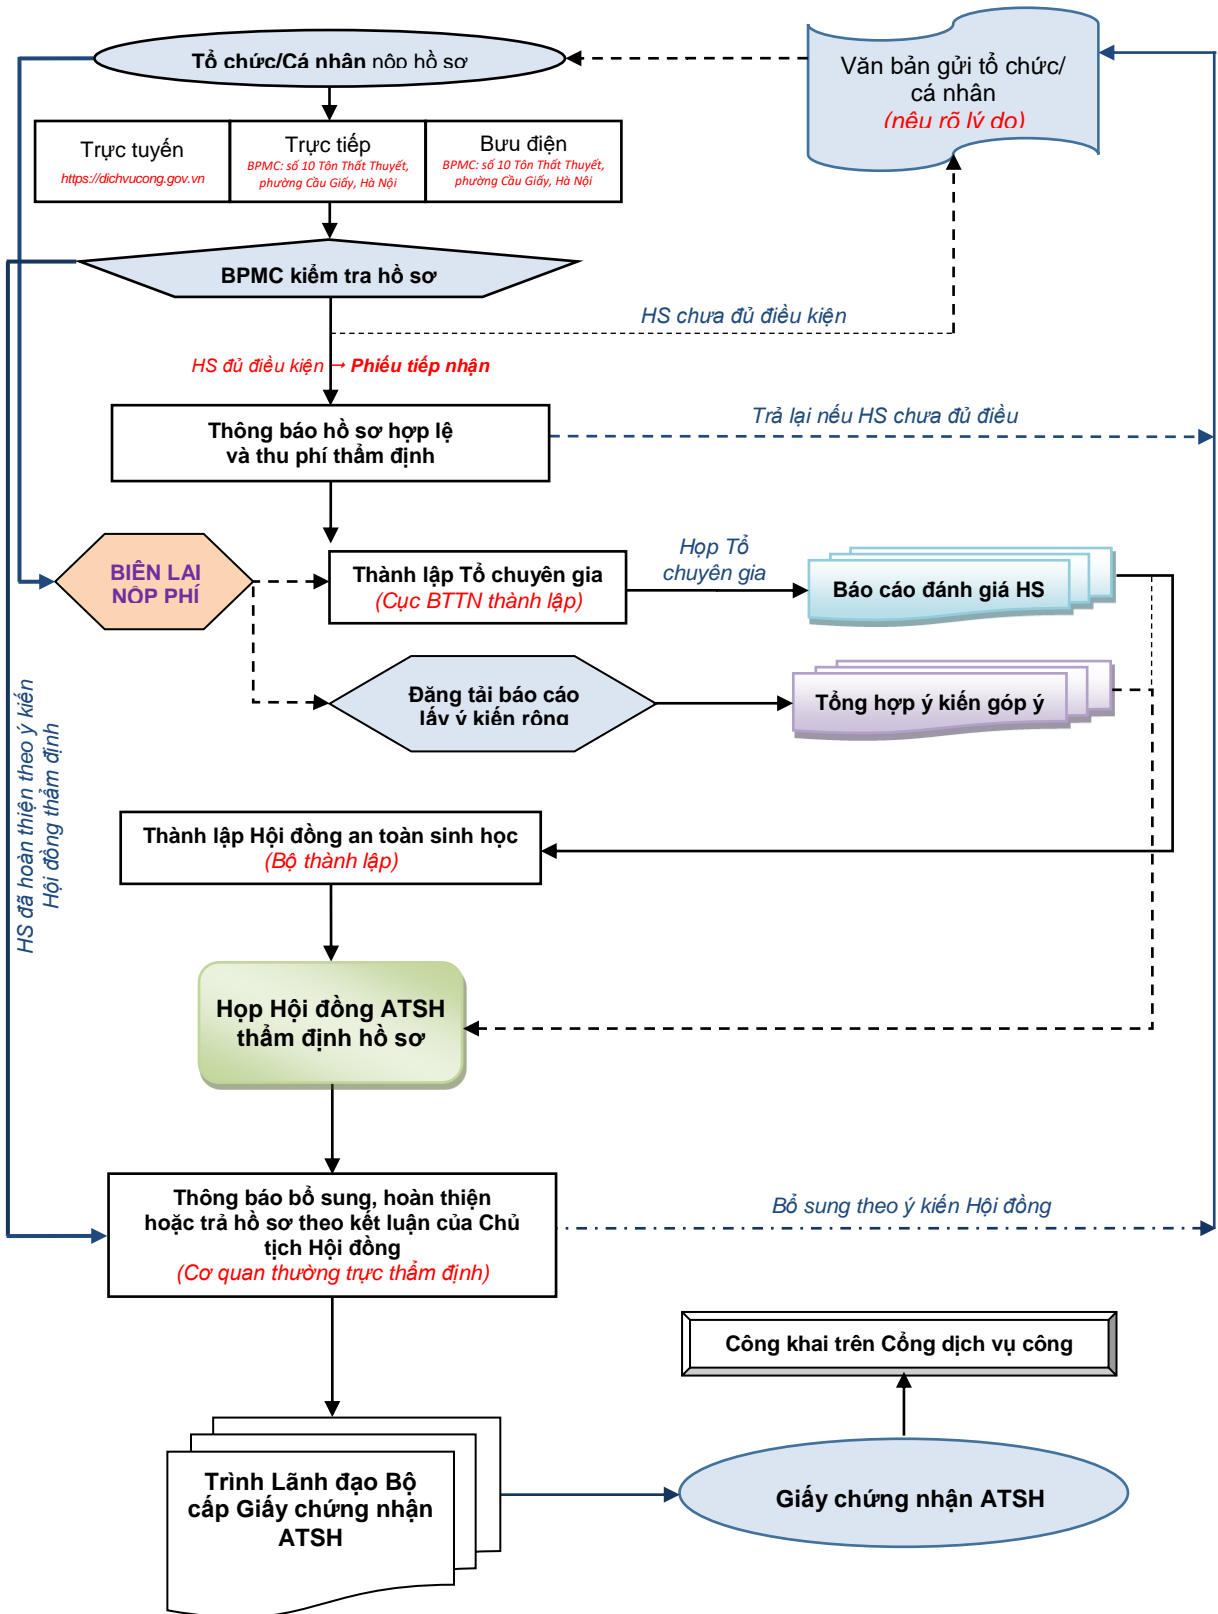 Tổ chức/Cá nhân nộp hồ sơ
Văn bản gửi tổ chức/
cá nhân
(nêu rõ lý do)
Trực tuyến
https://dichvucong.gov.vn
Trực tiếp
BPMC: số 10 Tôn Thất Thuyết,
phường Cầu Giấy, Hà Nội
Bưu điện
BPMC: số 10 Tôn Thất Thuyết,
phường Cầu Giấy, Hà Nội
BPMC kiểm tra hồ sơ
HS chưa đủ điều kiện
HS đủ điều kiện → Phiếu tiếp nhận
Thông báo hồ sơ hợp lệ
và thu phí thẩm định
Trả lại nếu HS chưa đủ điều
BIÊN LAI
NỘP PHÍ
Thành lập Tổ chuyên gia
(Cục BTTN thành lập)
Họp Tổ
chuyên gia
Báo cáo đánh giá HS
Đăng tải báo cáo
lấy ý kiến rộng
Tổng hợp ý kiến góp ý
HS đã hoàn thiện theo ý kiến
Hội đồng thẩm định
Thành lập Hội đồng an toàn sinh học
(Bộ thành lập)
Họp Hội đồng ATSH
thẩm định hồ sơ
Thông báo bổ sung, hoàn thiện
hoặc trả hồ sơ theo kết luận của Chủ
tịch Hội đồng
(Cơ quan thường trực thẩm định)
Bổ sung theo ý kiến Hội đồng
Công khai trên Cổng dịch vụ công
Trình Lãnh đạo Bộ
cấp Giấy chứng nhận
ATSH
Giấy chứng nhận ATSH